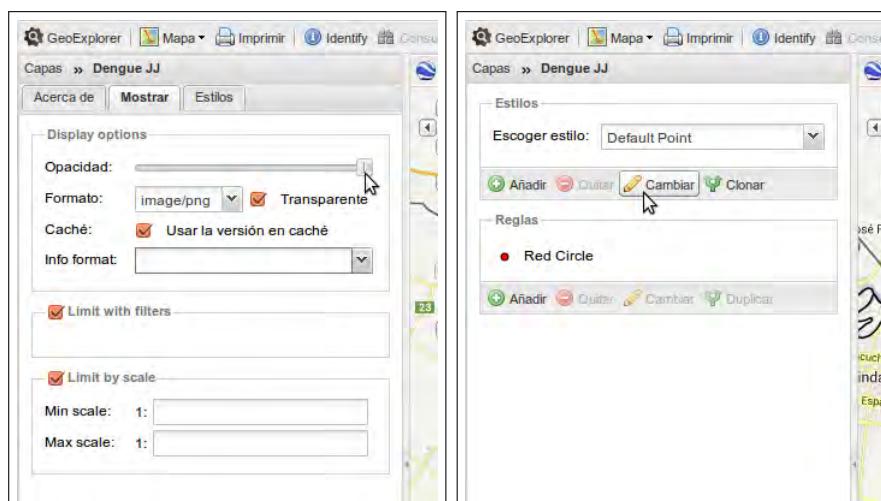 GeoExplorer Mapa Imprimir Identify
Capas » Dengue JJ
Acerca de Mostrar Estilos
Display options
Opacidad:
Formato: image/png Transparente
Caché: Usar la versión en caché
Info format:
Limit with filters
Limit by scale
Min scale: 1:
Max scale: 1:
23
GeoExplorer Mapa Imprimir Identify
Capas » Dengue JJ
Estilos
Escoger estilo: Default Point
Añadir Quitar Cambiar Clonar
Reglas
Red Circle
Añadir Quitar Cambiar Duplicar